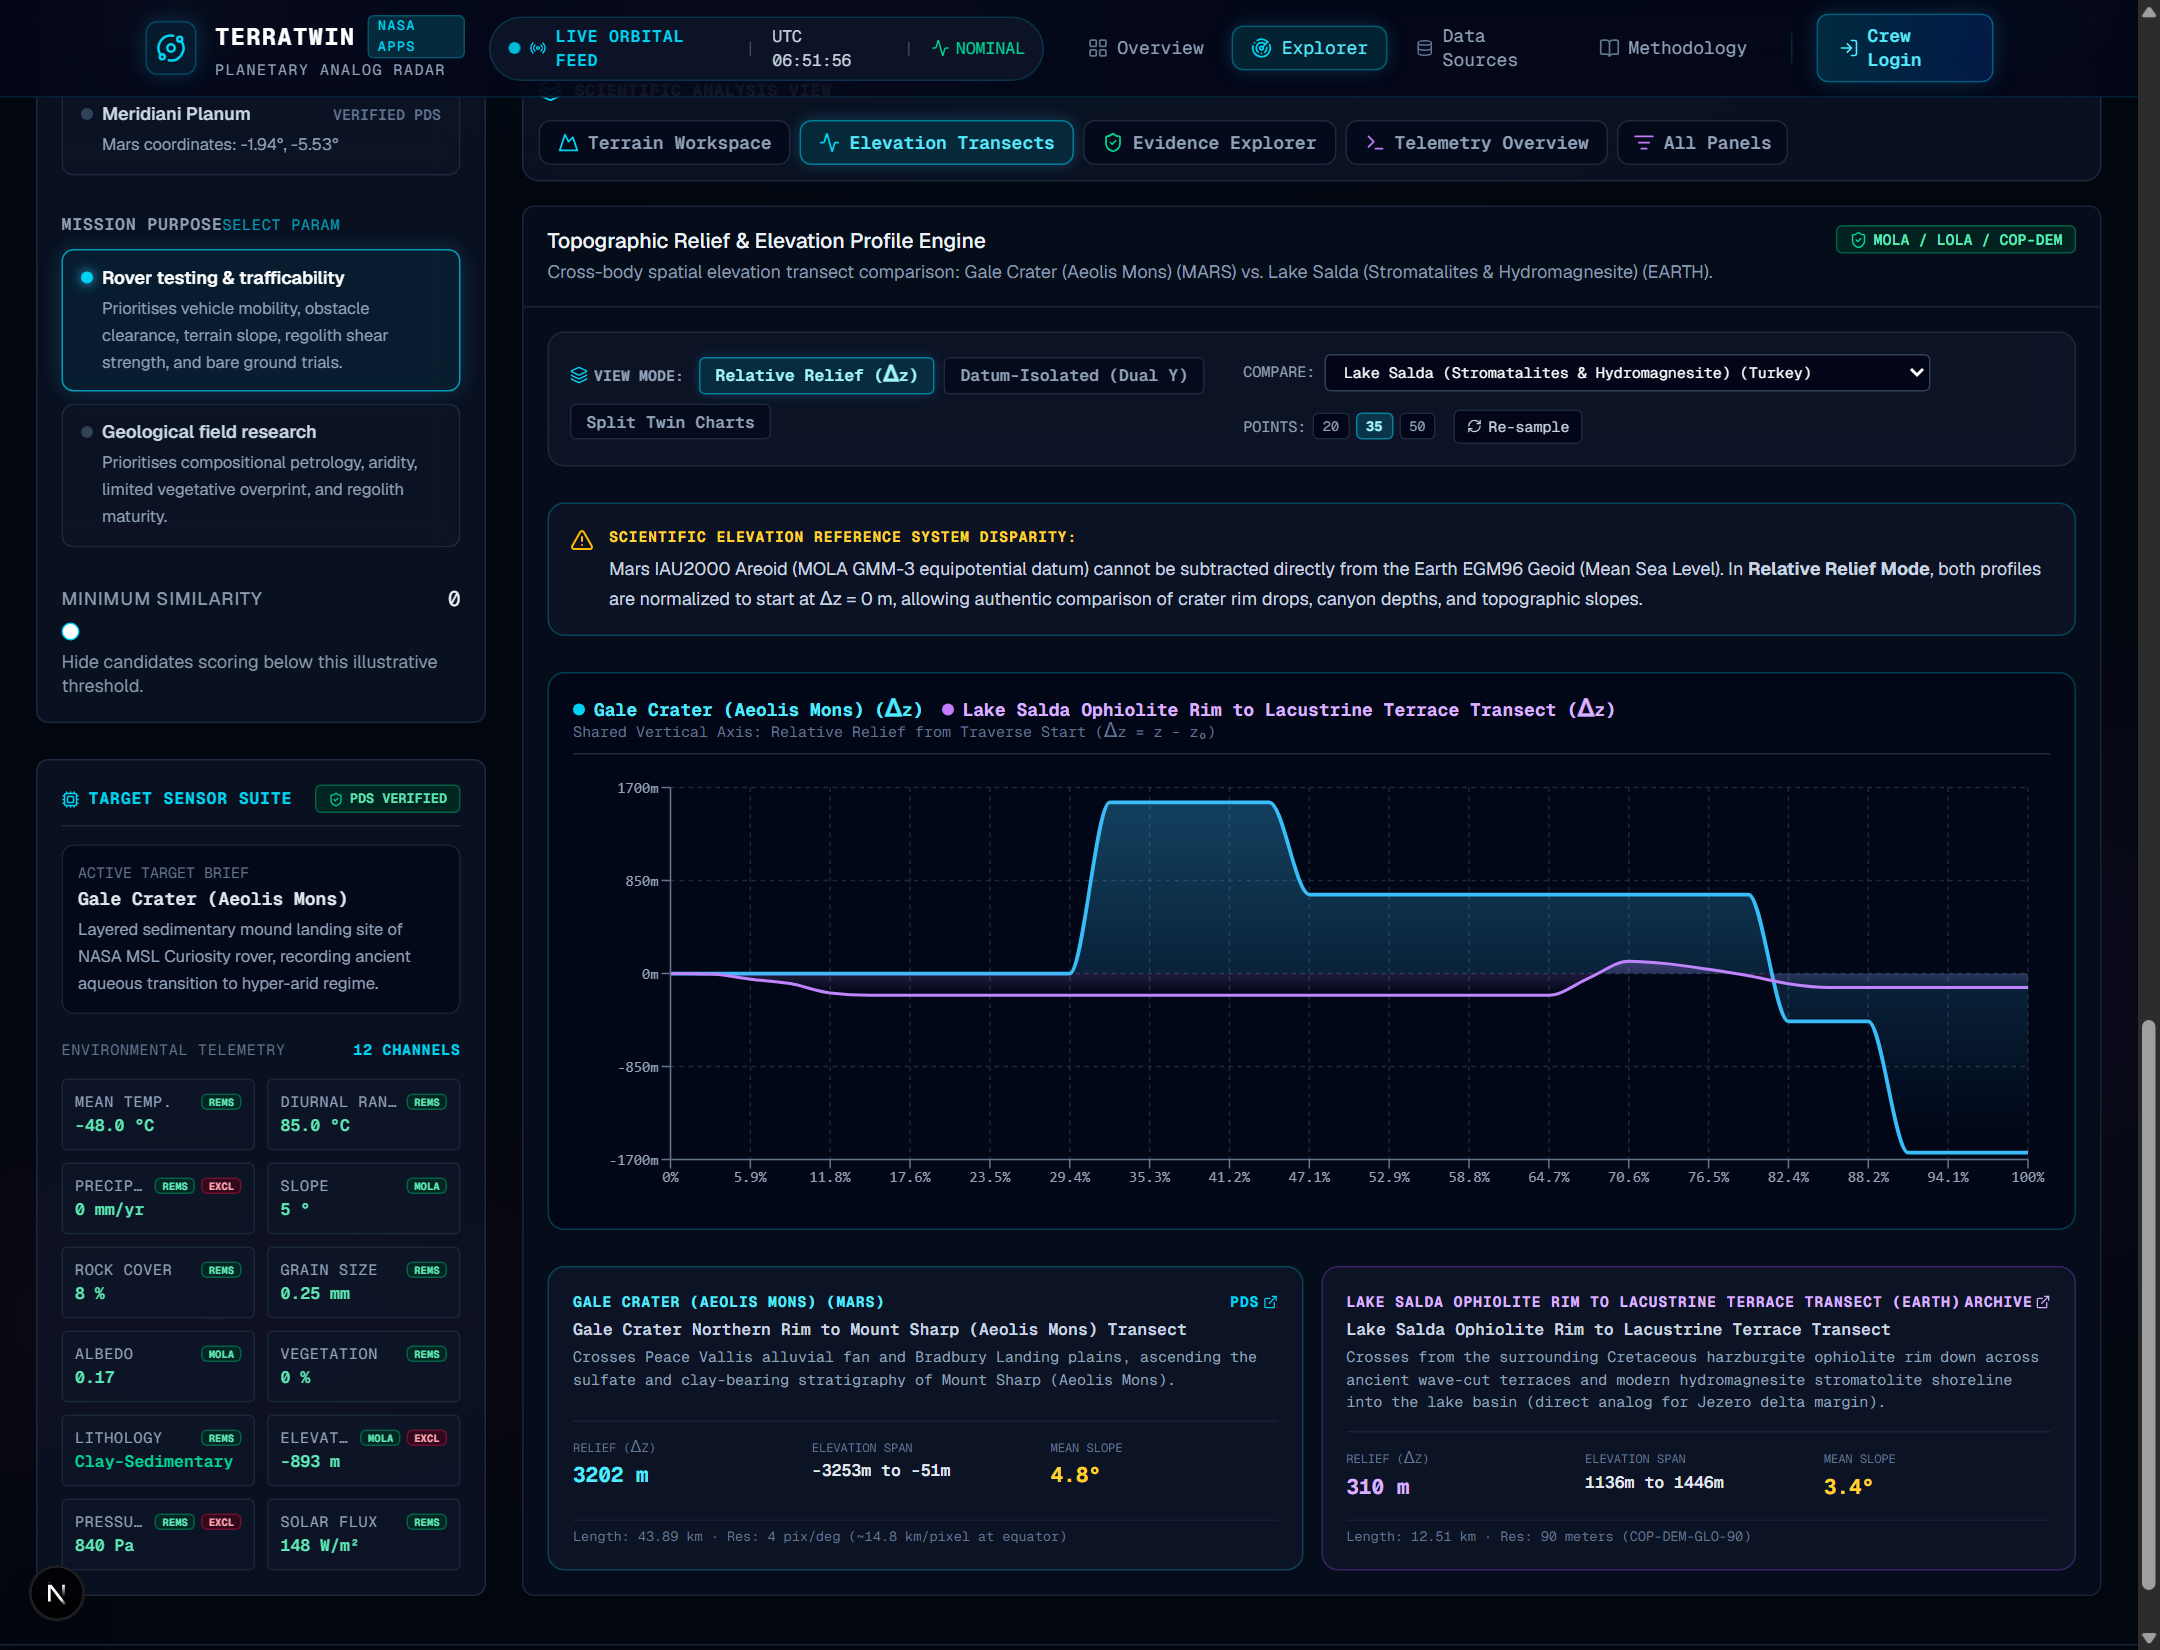 TERRATWIN
NASA APPS
PLANETARY ANALOG RADAR
LIVE ORBITAL FEED
UTC 06:51:56
NOMINAL
Overview
Explorer
Data Sources
Methodology
Crew Login
SCIENTIFIC ANALYSIS VIEW
Terrain Workspace
Elevation Transects
Evidence Explorer
Telemetry Overview
All Panels
Meridiani Planum
VERIFIED PDS
Mars coordinates: -1.94°, -5.53°
MISSION PURPOSE
SELECT PARAM
Rover testing & trafficability
Prioritises vehicle mobility, obstacle
clearance, terrain slope, regolith shear
strength, and bare ground trials.
Geological field research
Prioritises compositional petrology, aridity,
limited vegetative overprint, and regolith
maturity.
MINIMUM SIMILARITY
0
Hide candidates scoring below this illustrative
threshold.
TARGET SENSOR SUITE
PDS VERIFIED
ACTIVE TARGET BRIEF
Gale Crater (Aeolis Mons)
Layered sedimentary mound landing site of
NASA MSL Curiosity rover, recording ancient
aqueous transition to hyper-arid regime.
ENVIRONMENTAL TELEMETRY
12 CHANNELS
MEAN TEMP. REMS
-48.0 °C
DIURNAL RAN… REMS
85.0 °C
PRECIP… REMS EXCL
0 mm/yr
SLOPE MOLA
5 °
ROCK COVER REMS
8 %
GRAIN SIZE REMS
0.25 mm
ALBEDO MOLA
0.17
VEGETATION REMS
0 %
LITHOLOGY REMS
Clay-Sedimentary
ELEVAT… MOLA EXCL
-893 m
PRESSU… REMS EXCL
840 Pa
SOLAR FLUX REMS
148 W/m²
N
Topographic Relief & Elevation Profile Engine
MOLA / LOLA / COP-DEM
Cross-body spatial elevation transect comparison: Gale Crater (Aeolis Mons) (MARS) vs. Lake Salda (Stromatalites & Hydromagnesite) (EARTH).
VIEW MODE:
Relative Relief (Δz)
Datum-Isolated (Dual Y)
Split Twin Charts
COMPARE:
Lake Salda (Stromatalites & Hydromagnesite) (Turkey)
POINTS:
20
35
50
Re-sample
SCIENTIFIC ELEVATION REFERENCE SYSTEM DISPARITY:
Mars IAU2000 Areoid (MOLA GMM-3 equipotential datum) cannot be subtracted directly from the Earth EGM96 Geoid (Mean Sea Level). In Relative Relief Mode, both profiles
are normalized to start at Δz = 0 m, allowing authentic comparison of crater rim drops, canyon depths, and topographic slopes.
Gale Crater (Aeolis Mons) (Δz)
Lake Salda Ophiolite Rim to Lacustrine Terrace Transect (Δz)
Shared Vertical Axis: Relative Relief from Traverse Start (Δz = z - z₀)
1700m
850m
0m
-850m
-1700m
0% 5.9% 11.8% 17.6% 23.5% 29.4% 35.3% 41.2% 47.1% 52.9% 58.8% 64.7% 70.6% 76.5% 82.4% 88.2% 94.1% 100%
GALE CRATER (AEOLIS MONS) (MARS)
PDS
Gale Crater Northern Rim to Mount Sharp (Aeolis Mons) Transect
Crosses Peace Vallis alluvial fan and Bradbury Landing plains, ascending the
sulfate and clay-bearing stratigraphy of Mount Sharp (Aeolis Mons).
RELIEF (ΔZ)
3202 m
ELEVATION SPAN
-3253m to -51m
MEAN SLOPE
4.8°
Length: 43.89 km · Res: 4 pix/deg (~14.8 km/pixel at equator)
LAKE SALDA OPHIOLITE RIM TO LACUSTRINE TERRACE TRANSECT (EARTH)
ARCHIVE
Lake Salda Ophiolite Rim to Lacustrine Terrace Transect
Crosses from the surrounding Cretaceous harzburgite ophiolite rim down across
ancient wave-cut terraces and modern hydromagnesite stromatolite shoreline
into the lake basin (direct analog for Jezero delta margin).
RELIEF (ΔZ)
310 m
ELEVATION SPAN
1136m to 1446m
MEAN SLOPE
3.4°
Length: 12.51 km · Res: 90 meters (COP-DEM-GLO-90)